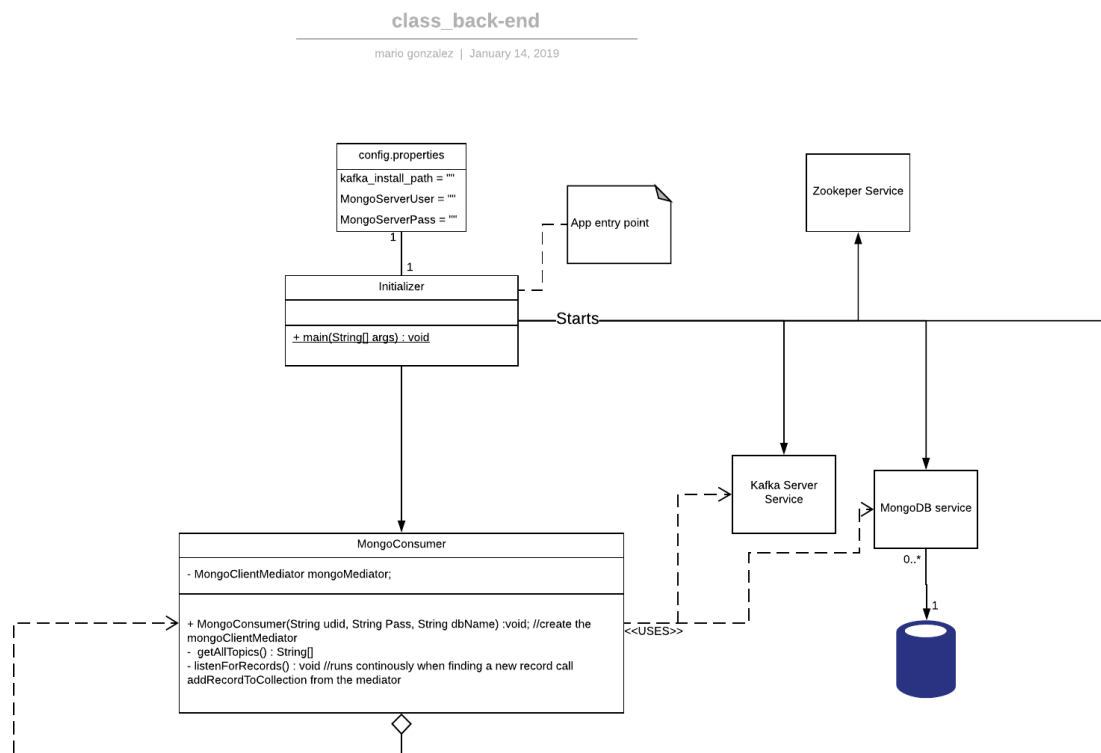 class_back-end
mario gonzalez | January 14, 2019
config.properties
kafka_install_path = ""
MongoServerUser = ""
MongoServerPass = ""
1
1
App entry point
Zookeper Service
Initializer
Starts
+ main(String[] args) : void
Kafka Server
Service
MongoDB service
0..*
1
MongoConsumer
- MongoClientMediator mongoMediator;
+ MongoConsumer(String udid, String Pass, String dbName) :void; //create the
mongoClientMediator
- getAllTopics() : String[]
- listenForRecords() : void //runs continously when finding a new record call
addRecordToCollection from the mediator
<<USES>>